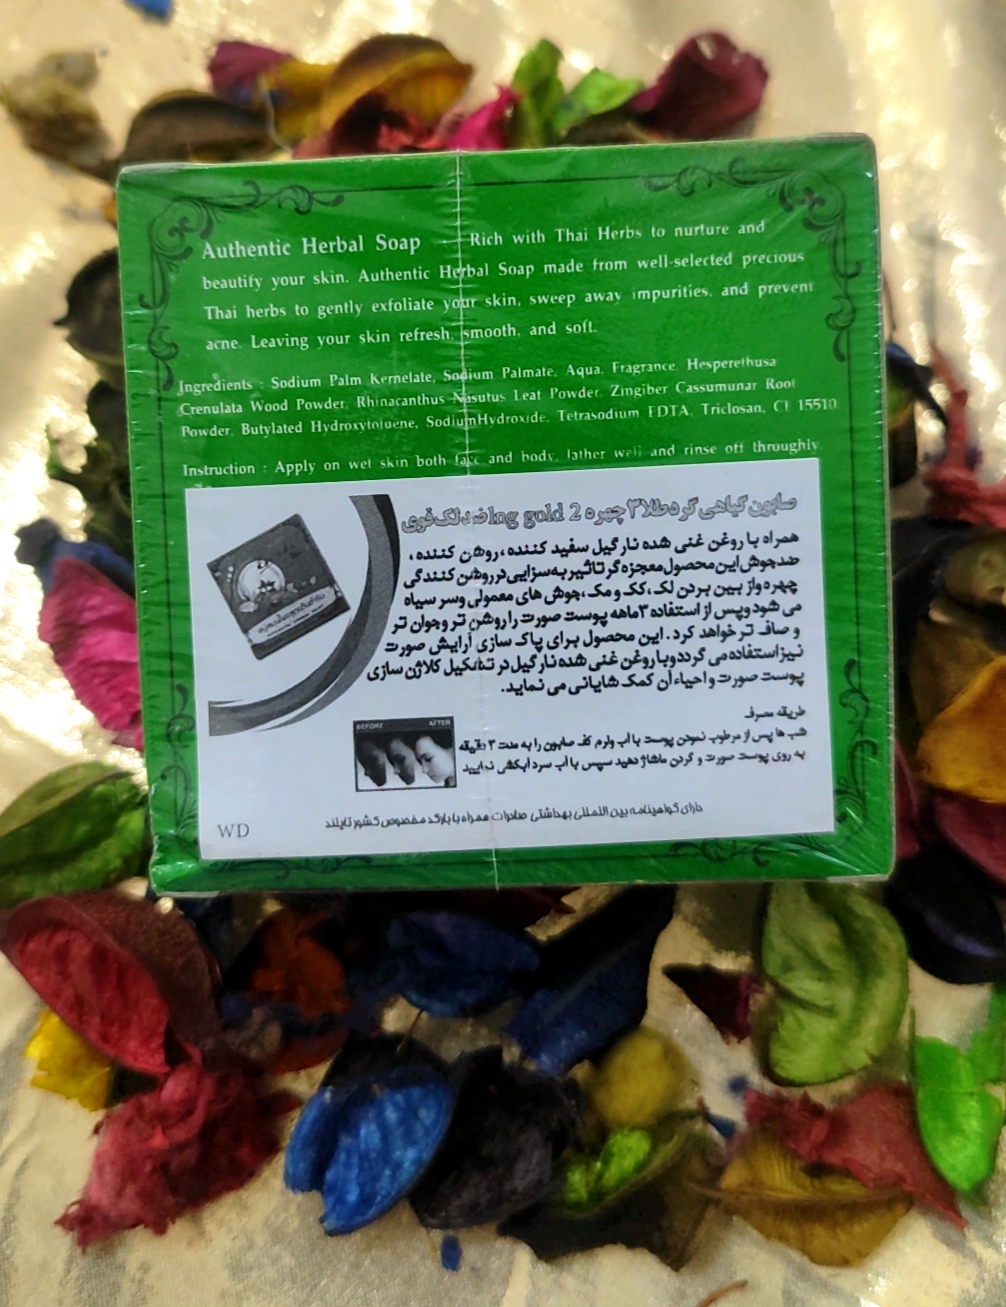 Authentic Herbal Soap - Rich with Thai Herbs to nurture and
beautify your skin. Authentic Herbal Soap made from well-selected precious
Thai herbs to gently exfoliate your skin, sweep away impurities, and prevent
acne. Leaving your skin refresh, smooth, and soft.
Ingredients : Sodium Palm Kernelate, Sodium Palmate, Aqua, Fragrance, Hesperethusa
Crenulata Wood Powder, Rhinacanthus Nasutus Leaf Powder, Zingiber Cassumunar Root
Powder, Butylated Hydroxytoluene, SodiumHydroxide, Tetrasodium EDTA, Triclosan, CI 15510
Instruction : Apply on wet skin both face and body, lather well and rinse off throughly
صابون گیاهی گرد طلا ۳ چهره Ing gold 2 ضد لک قوی
همراه با روغن غنی شده نارگیل سفید کننده ، روشن کننده ،
ضدجوش این محصول معجزه گر تاثیر به سزایی در روشن کنندگی
چهره واز بین بردن لک ، کک و مک ، جوش های معمولی وسر سیاه
می شود وپس از استفاده ۳ ماهه پوست صورت را روشن تر و جوان تر
و صاف تر خواهد کرد . این محصول برای پاک سازی آرایش صورت
نیز استفاده می گردد وبا روغن غنی شده نارگیل در تشکیل کلاژن سازی
پوست صورت و احیاء آن کمک شایانی می نماید.
طریقه مصرف
شب ها پس از مرطوب نمودن پوست با آب ولرم کف صابون را به مدت ۳ دقیقه
به روی پوست صورت و گردن ماساژ دهید سپس با آب سرد آبکشی نمایید
BEFORE AFTER
دارای گواهینامه بین المللی بهداشتی صادرات همراه با بارکد مخصوص کشور تایلند
WD